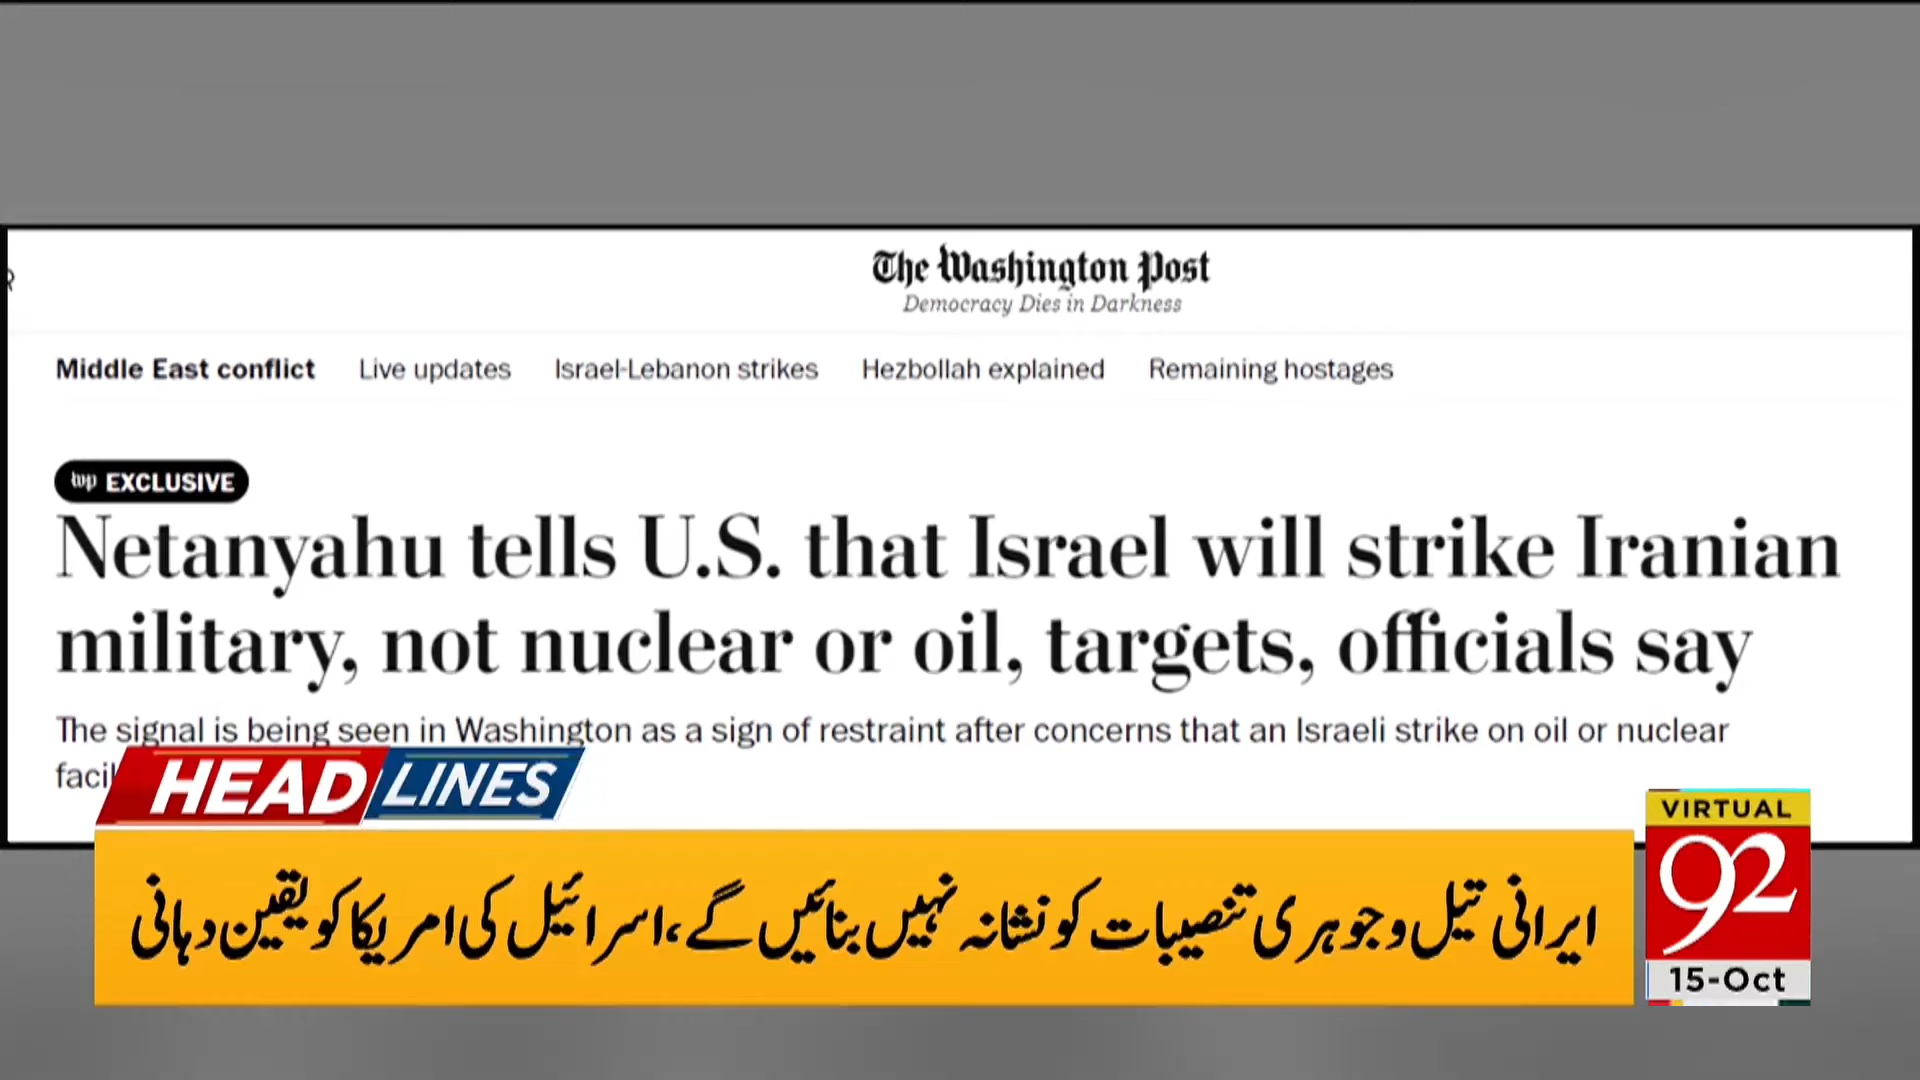 The Washington Post
Democracy Dies in Darkness
Middle East conflict Live updates Israel-Lebanon strikes Hezbollah explained Remaining hostages
wp EXCLUSIVE
Netanyahu tells U.S. that Israel will strike Iranian
military, not nuclear or oil, targets, officials say
The signal is being seen in Washington as a sign of restraint after concerns that an Israeli strike on oil or nuclear
HEADLINES
ایرانی تیل و جوہری تنصیبات کو نشانہ نہیں بنائیں گے، اسرائیل کی امریکا کو یقین دہانی
VIRTUAL
92
15-Oct